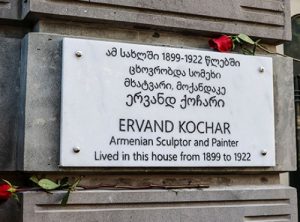 ამ სახლში 1899-1922 წლებში
ცხოვრობდა სომეხი
მხატვარი, მოქანდაკე
ერვანდ ქოჩარი
ERVAND KOCHAR
Armenian Sculptor and Painter
Lived in this house from 1899 to 1922